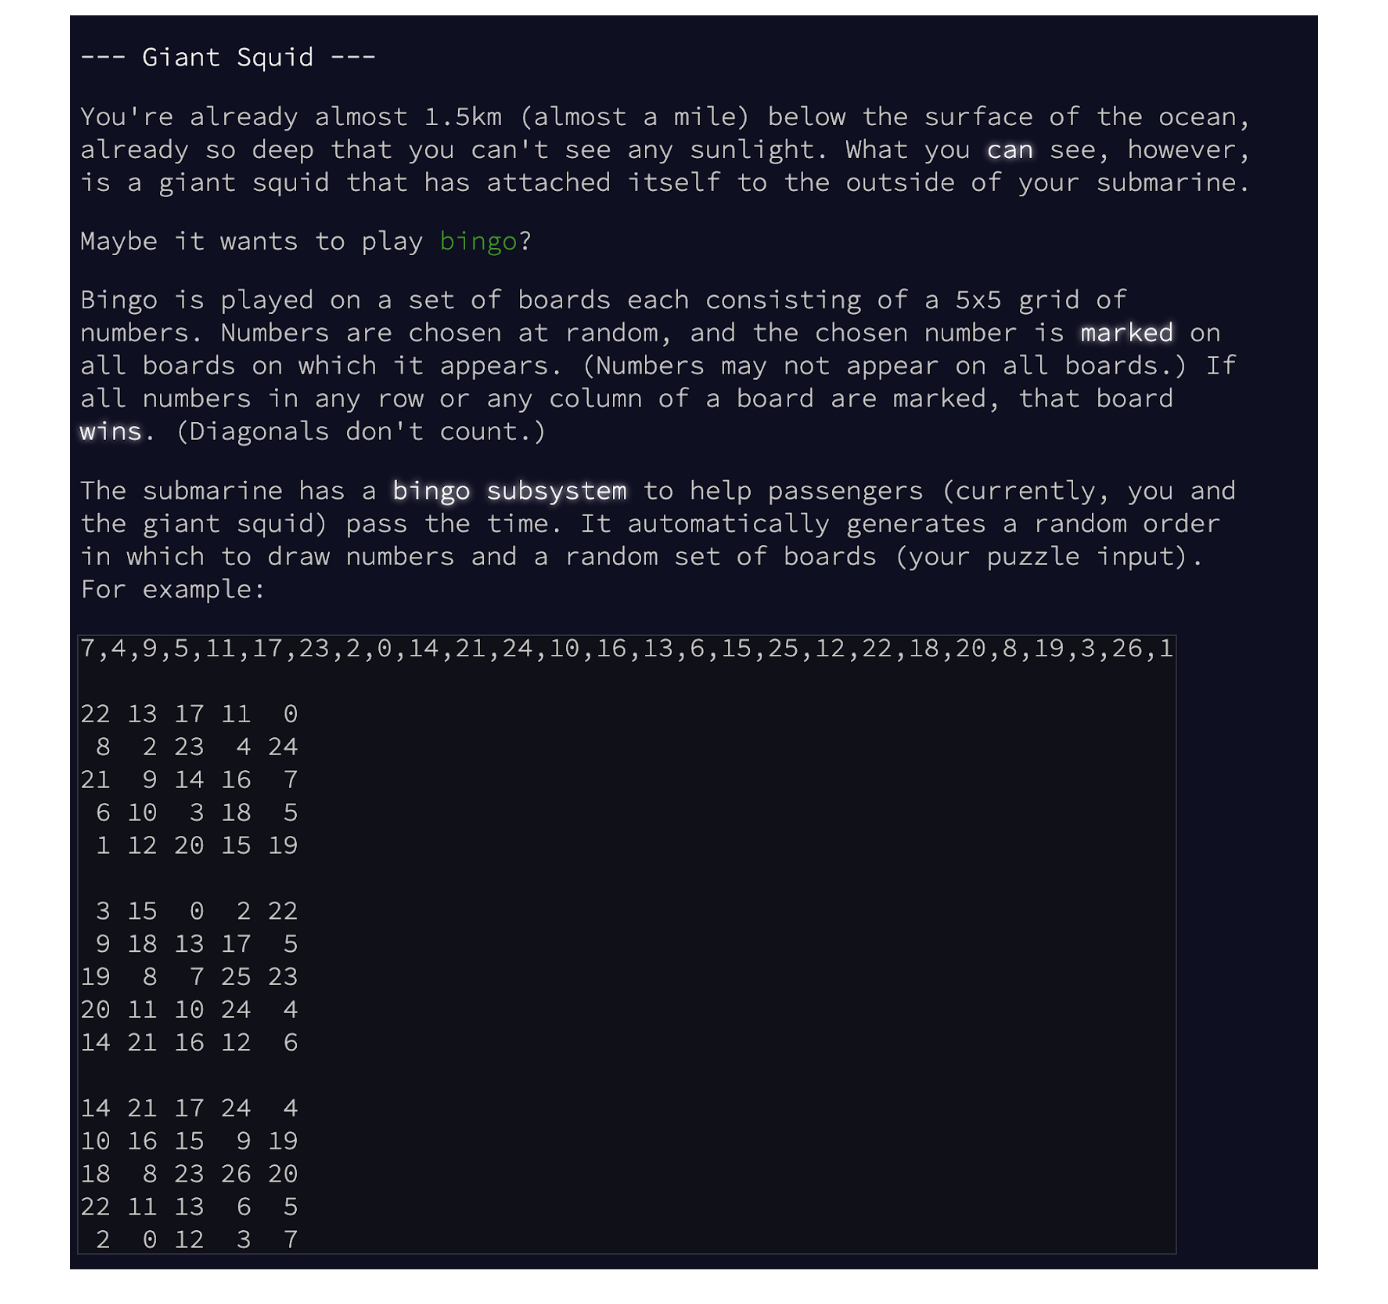 --- Giant Squid ---
You're already almost 1.5km (almost a mile) below the surface of the ocean,
already so deep that you can't see any sunlight. What you can see, however,
is a giant squid that has attached itself to the outside of your submarine.
Maybe it wants to play bingo?
Bingo is played on a set of boards each consisting of a 5x5 grid of
numbers. Numbers are chosen at random, and the chosen number is marked on
all boards on which it appears. (Numbers may not appear on all boards.) If
all numbers in any row or any column of a board are marked, that board
wins. (Diagonals don't count.)
The submarine has a bingo subsystem to help passengers (currently, you and
the giant squid) pass the time. It automatically generates a random order
in which to draw numbers and a random set of boards (your puzzle input).
For example:
7,4,9,5,11,17,23,2,0,14,21,24,10,16,13,6,15,25,12,22,18,20,8,19,3,26,1
22 13 17 11  0
 8  2 23  4 24
21  9 14 16  7
 6 10  3 18  5
 1 12 20 15 19
 3 15  0  2 22
 9 18 13 17  5
19  8  7 25 23
20 11 10 24  4
14 21 16 12  6
14 21 17 24  4
10 16 15  9 19
18  8 23 26 20
22 11 13  6  5
 2  0 12  3  7